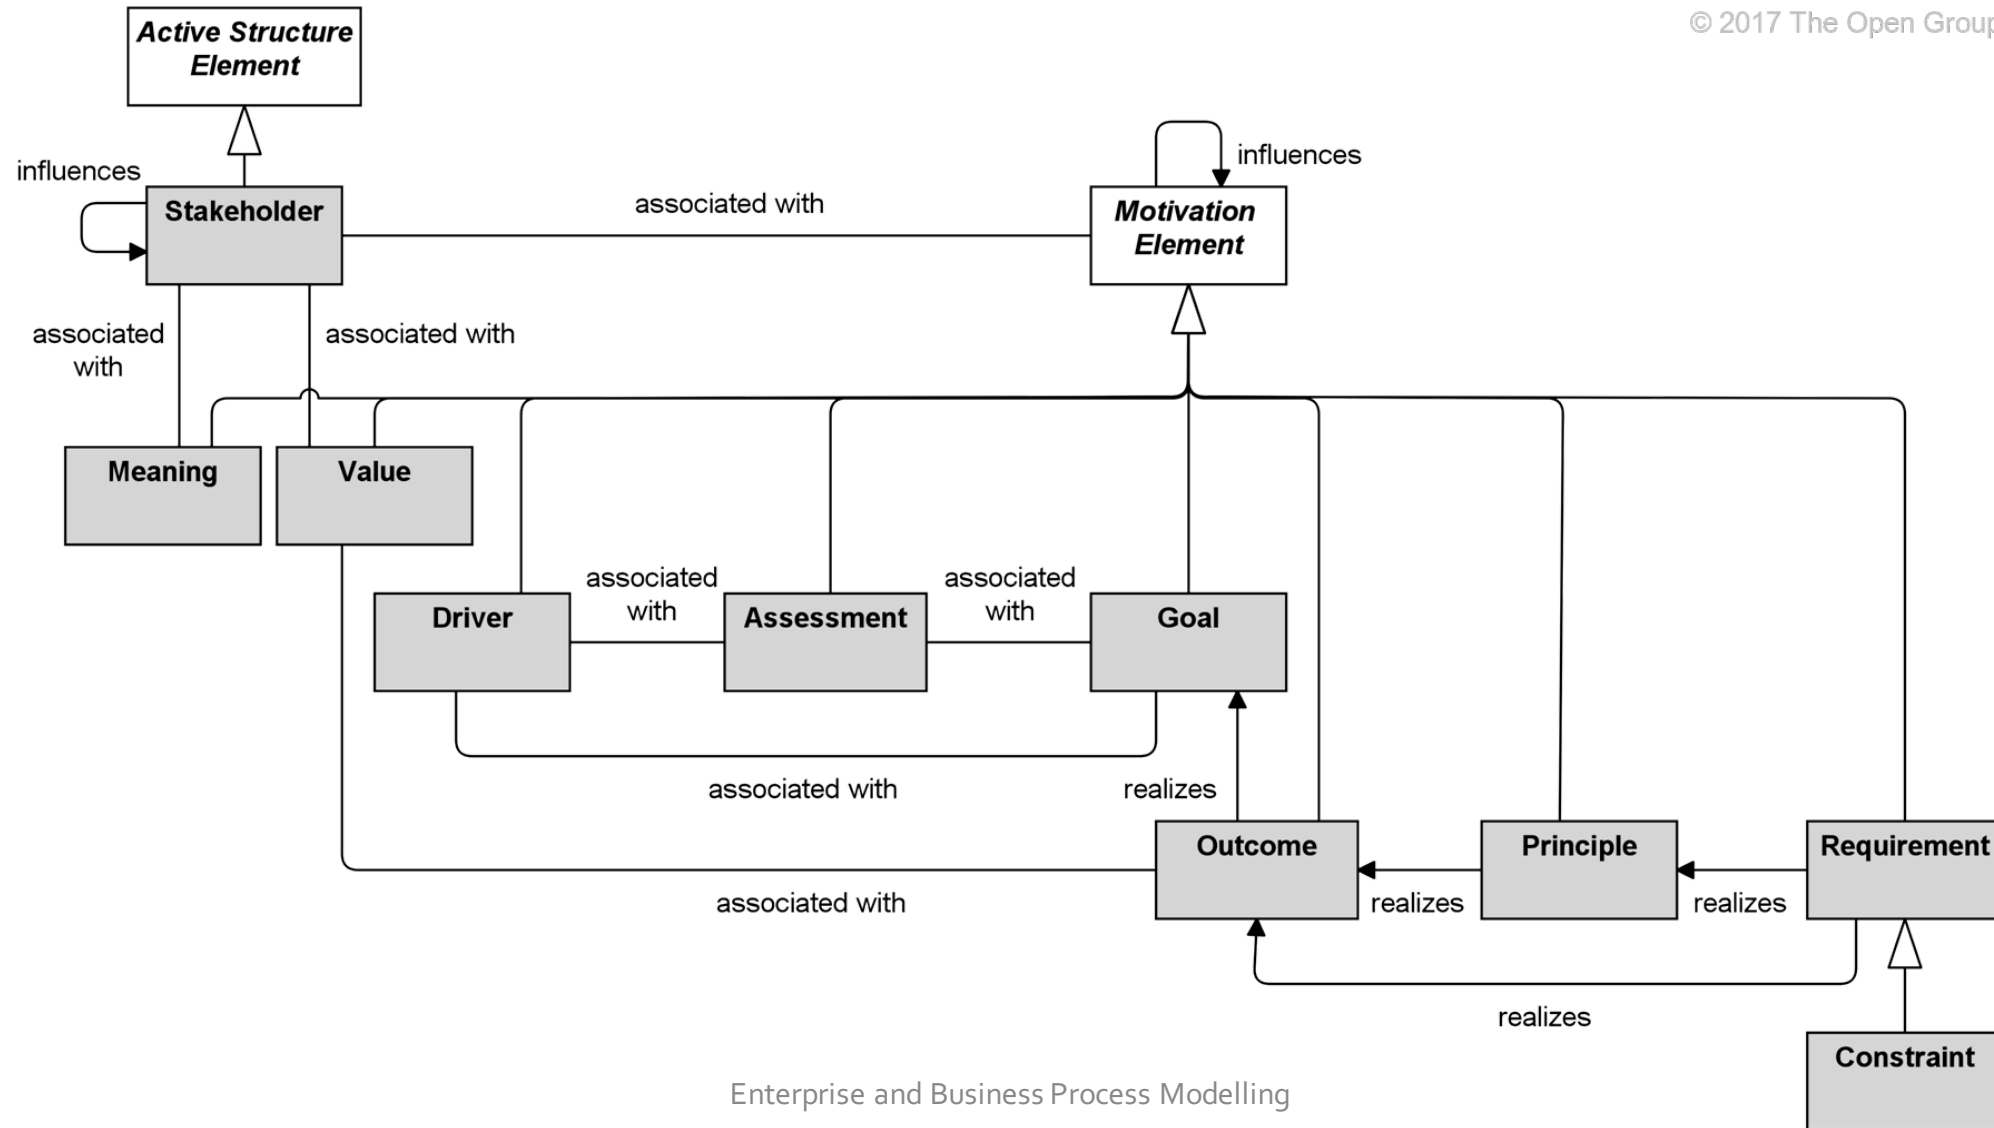 © 2017 The Open Group
Active Structure
Element
influences
influences
Stakeholder
associated with
Motivation
Element
associated
with
associated with
Meaning
Value
associated
with
associated
with
Driver
Assessment
Goal
associated with
realizes
Outcome
Principle
Requirement
associated with
realizes
realizes
realizes
Constraint
Enterprise and Business Process Modelling